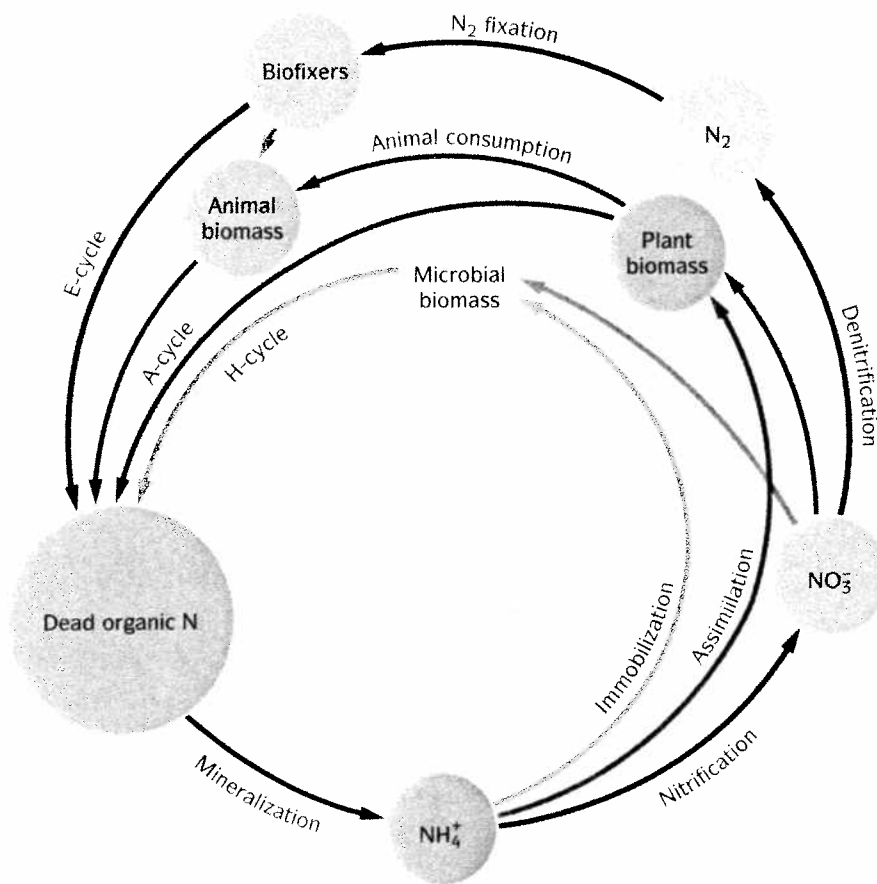 N₂ fixation
Biofixers
N₂
Animal consumption
Animal
biomass
Plant
biomass
E-cycle
A-cycle
H-cycle
Microbial
biomass
Denitrification
NO₃⁻
Dead organic N
Immobilization
Assimiilation
Nitrification
Mineralization
NH₄⁺